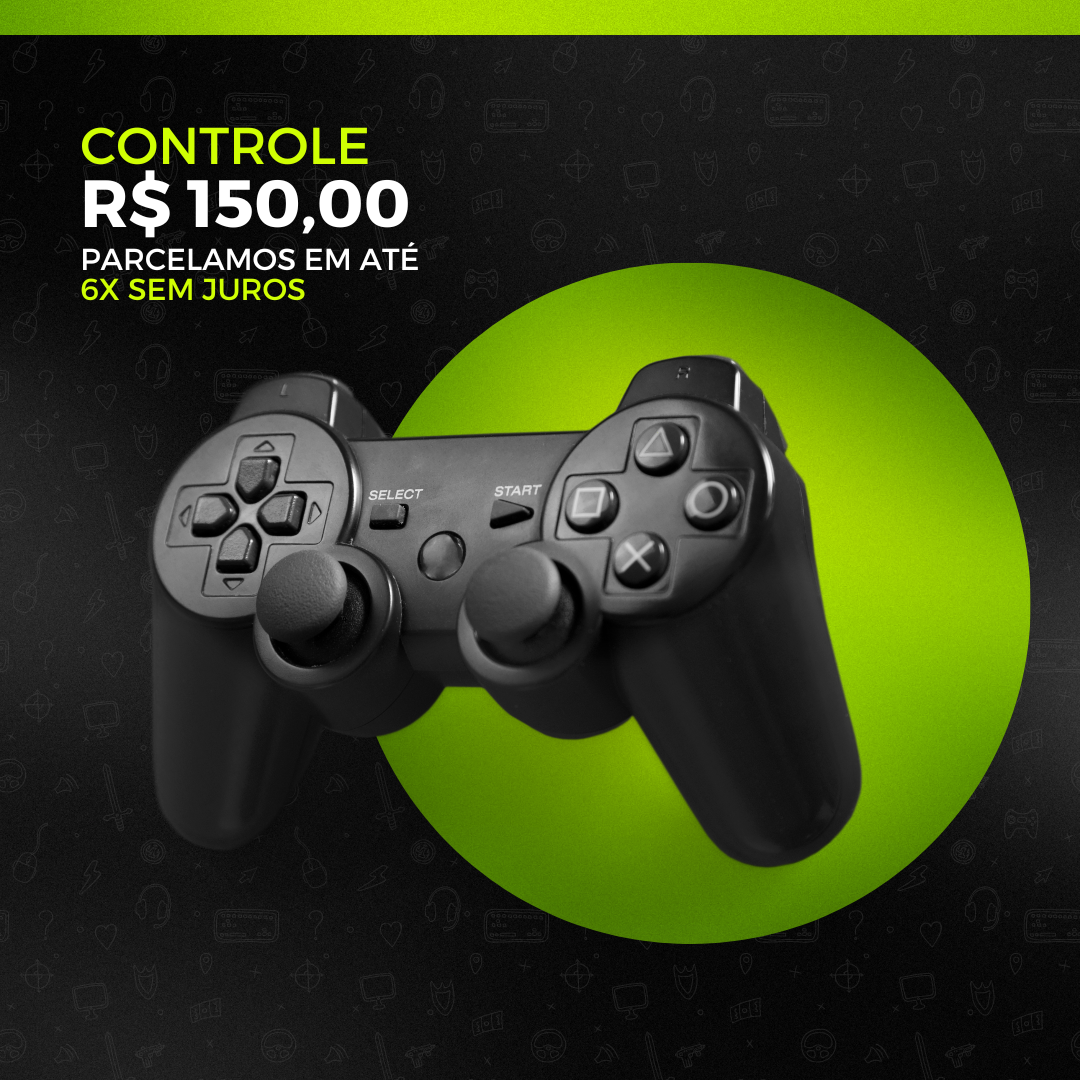 CONTROLE
R$ 150,00
PARCELAMOS EM ATÉ
6X SEM JUROS
L
R
SELECT
START